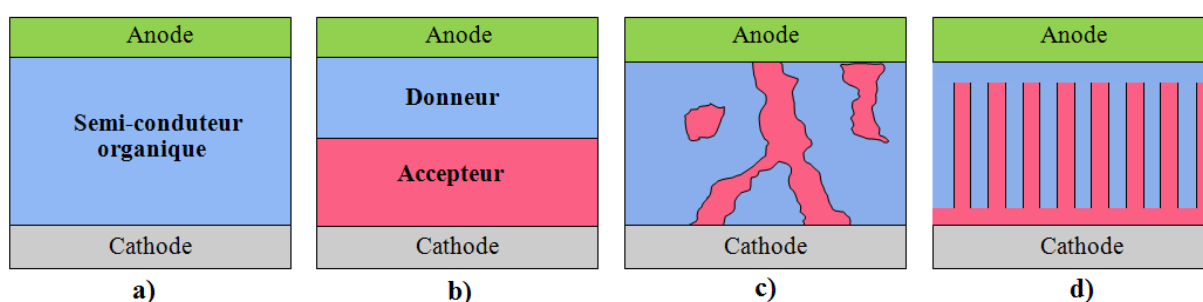 Anode
Semi-conduteur
organique
Cathode
a)
Anode
Donneur
Accepteur
Cathode
b)
Anode
Cathode
c)
Anode
Cathode
d)